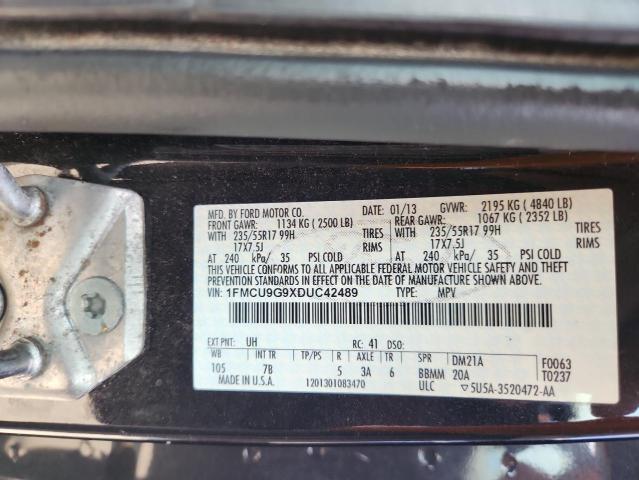 MFD. BY FORD MOTOR CO. DATE: 01/13 GVWR: 2195 KG ( 4840 LB)
FRONT GAWR: 1134 KG ( 2500 LB) REAR GAWR: 1067 KG ( 2352 LB)
WITH 235/55R17 99H TIRES WITH 235/55R17 99H TIRES
17X7.5J RIMS 17X7.5J RIMS
AT 240 kPa/ 35 PSI COLD AT 240 kPa/ 35 PSI COLD
THIS VEHICLE CONFORMS TO ALL APPLICABLE FEDERAL MOTOR VEHICLE SAFETY AND THEFT PREVENTION
STANDARDS IN EFFECT ON THE DATE OF MANUFACTURE SHOWN ABOVE.
VIN: 1FMCU9G9XDUC42489 TYPE: MPV
F0063
T0237
EXT PNT: UH RC: 41 DSO:
WB INT TR TP/PS R AXLE TR SPR DM21A
105 7B 5 3A 6 BBMM 20A
MADE IN U.S.A. 1201301083470 ULC ▽5U5A-3520472-AA